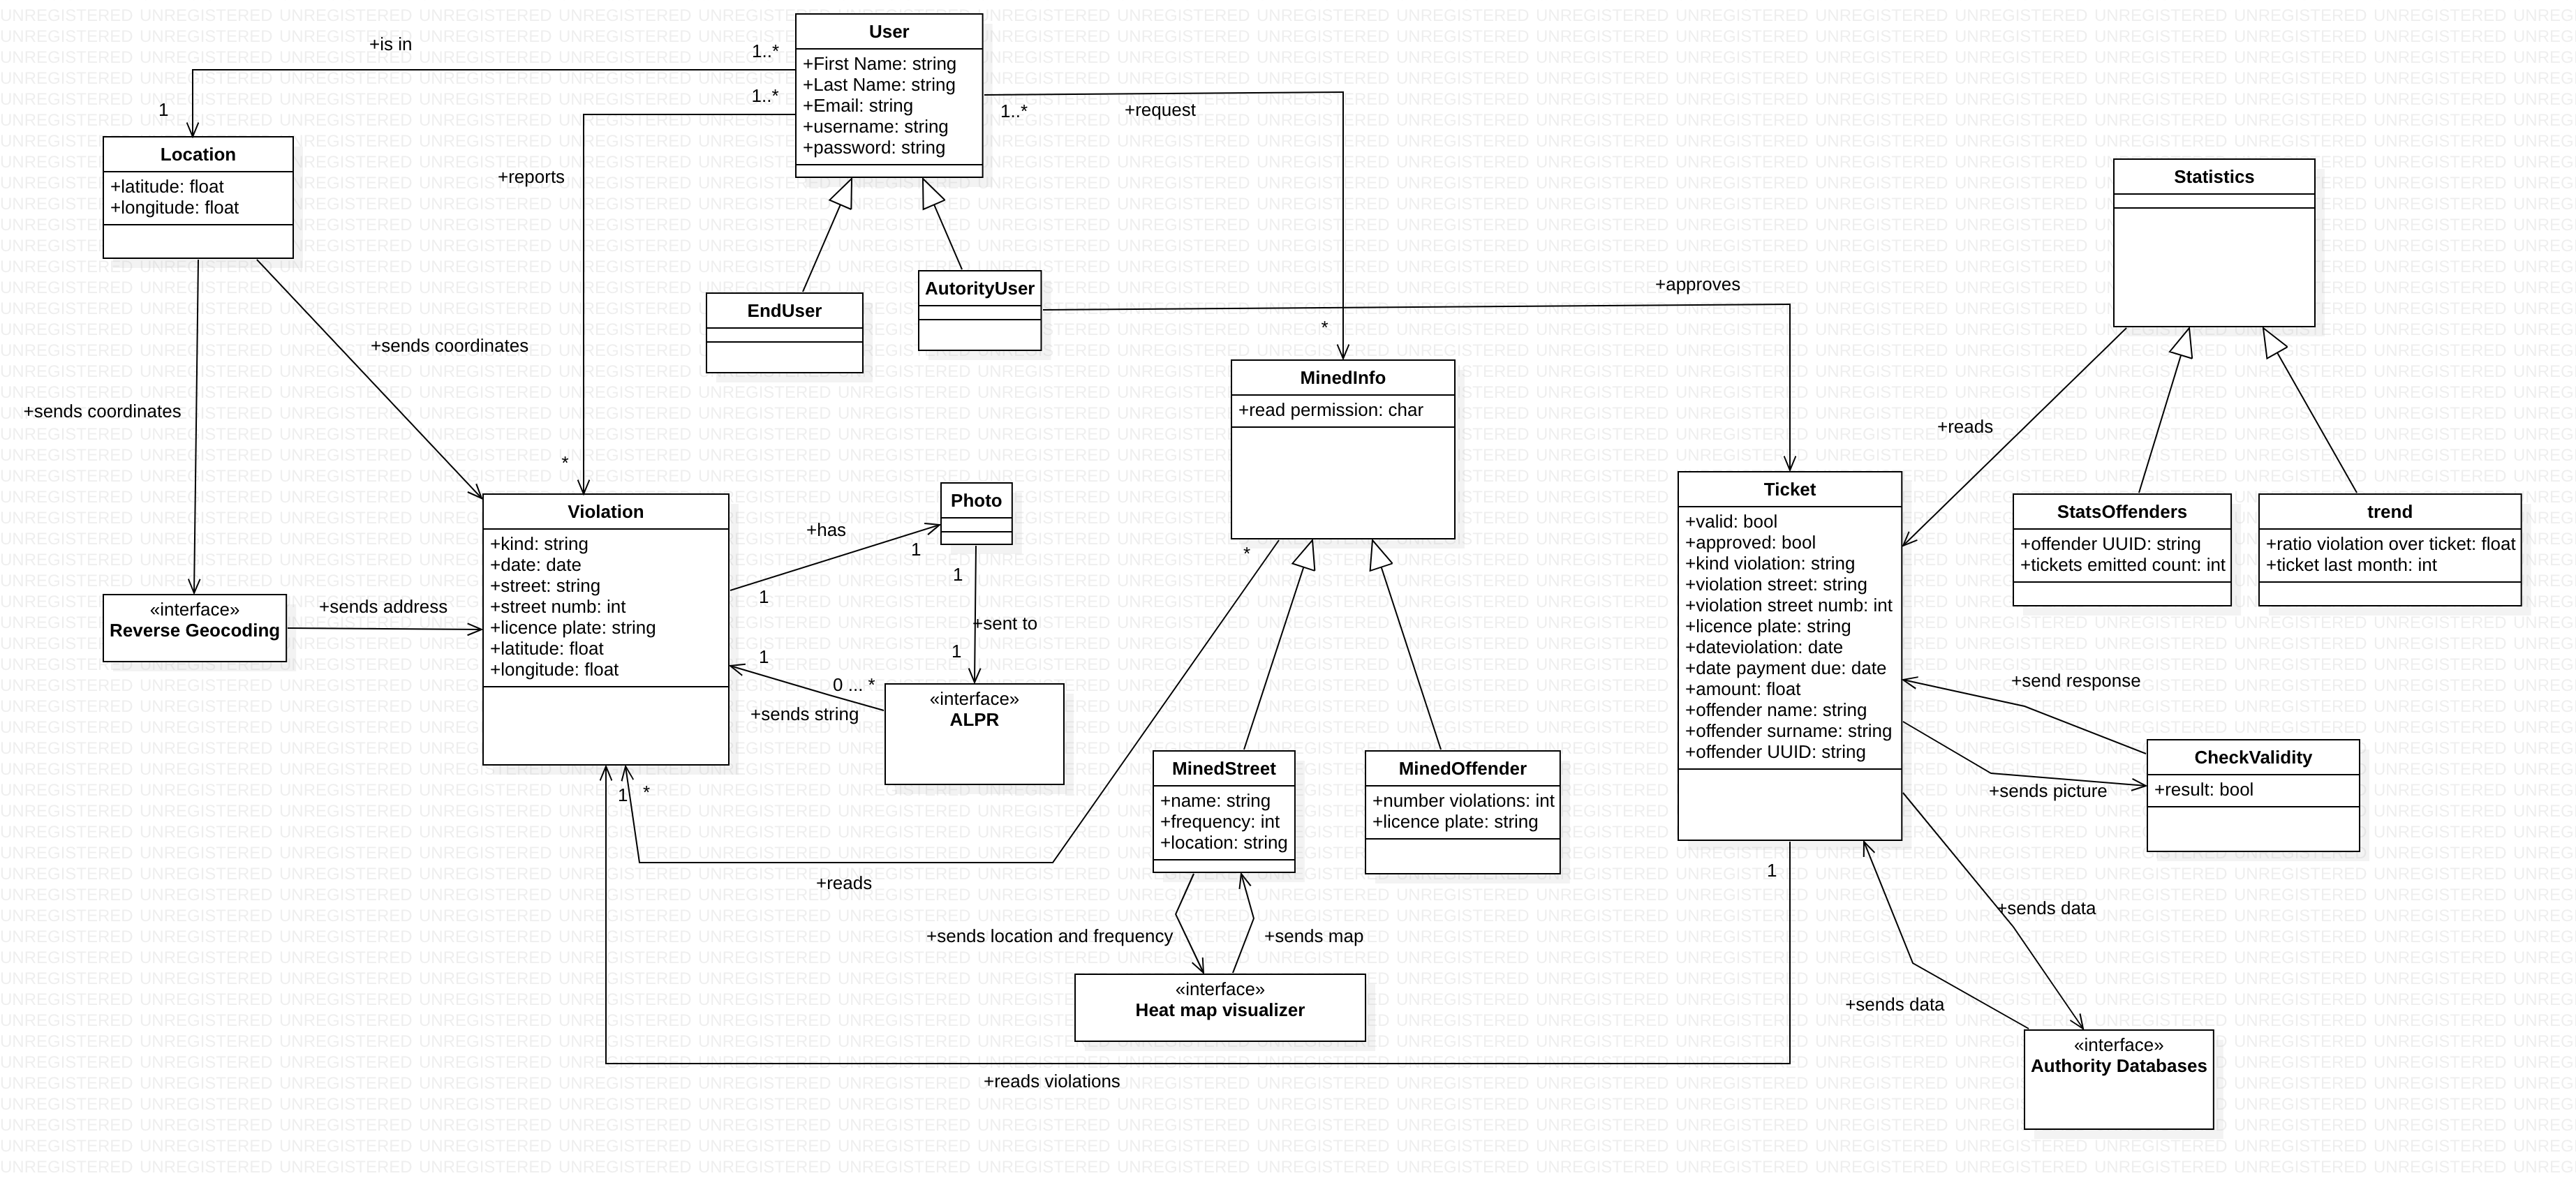 +is in
1..*
1
User
+First Name: string
+Last Name: string
+Email: string
+username: string
+password: string
1..*
1..*
+request
+reports
Location
+latitude: float
+longitude: float
Statistics
EndUser
AutorityUser
+approves
+sends coordinates
+sends coordinates
*
*
MinedInfo
+read permission: char
+reads
Violation
+kind: string
+date: date
+street: string
+street numb: int
+licence plate: string
+latitude: float
+longitude: float
Photo
+has
1
1
1
+sent to
1
*
Ticket
+valid: bool
+approved: bool
+kind violation: string
+violation street: string
+violation street numb: int
+licence plate: string
+dateviolation: date
+date payment due: date
+amount: float
+offender name: string
+offender surname: string
+offender UUID: string
StatsOffenders
+offender UUID: string
+tickets emitted count: int
trend
+ratio violation over ticket: float
+ticket last month: int
«interface»
Reverse Geocoding
+sends address
1
0 ... *
+sends string
«interface»
ALPR
+send response
+sends picture
CheckValidity
+result: bool
MinedStreet
+name: string
+frequency: int
+location: string
MinedOffender
+number violations: int
+licence plate: string
1
*
+reads
1
+sends data
+sends data
+sends location and frequency
+sends map
«interface»
Heat map visualizer
«interface»
Authority Databases
+reads violations
UNREGISTERED